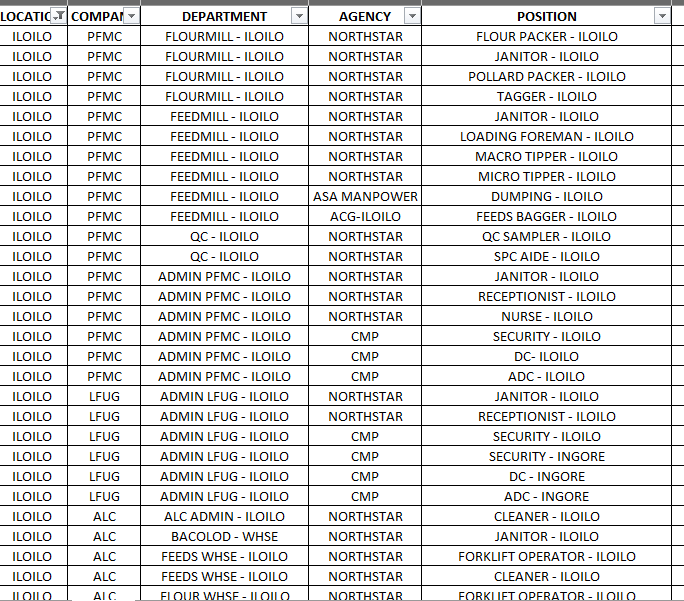 LOCATIC COMPAN DEPARTMENT AGENCY POSITION
ILOILO PFMC FLOURMILL - ILOILO NORTHSTAR FLOUR PACKER - ILOILO
ILOILO PFMC FLOURMILL - ILOILO NORTHSTAR JANITOR - ILOILO
ILOILO PFMC FLOURMILL - ILOILO NORTHSTAR POLLARD PACKER - ILOILO
ILOILO PFMC FLOURMILL - ILOILO NORTHSTAR TAGGER - ILOILO
ILOILO PFMC FEEDMILL - ILOILO NORTHSTAR JANITOR - ILOILO
ILOILO PFMC FEEDMILL - ILOILO NORTHSTAR LOADING FOREMAN - ILOILO
ILOILO PFMC FEEDMILL - ILOILO NORTHSTAR MACRO TIPPER - ILOILO
ILOILO PFMC FEEDMILL - ILOILO NORTHSTAR MICRO TIPPER - ILOILO
ILOILO PFMC FEEDMILL - ILOILO ASA MANPOWER DUMPING - ILOILO
ILOILO PFMC FEEDMILL - ILOILO ACG-ILOILO FEEDS BAGGER - ILOILO
ILOILO PFMC QC - ILOILO NORTHSTAR QC SAMPLER - ILOILO
ILOILO PFMC QC - ILOILO NORTHSTAR SPC AIDE - ILOILO
ILOILO PFMC ADMIN PFMC - ILOILO NORTHSTAR JANITOR - ILOILO
ILOILO PFMC ADMIN PFMC - ILOILO NORTHSTAR RECEPTIONIST - ILOILO
ILOILO PFMC ADMIN PFMC - ILOILO NORTHSTAR NURSE - ILOILO
ILOILO PFMC ADMIN PFMC - ILOILO CMP SECURITY - ILOILO
ILOILO PFMC ADMIN PFMC - ILOILO CMP DC- ILOILO
ILOILO PFMC ADMIN PFMC - ILOILO CMP ADC - ILOILO
ILOILO LFUG ADMIN LFUG - ILOILO NORTHSTAR JANITOR - ILOILO
ILOILO LFUG ADMIN LFUG - ILOILO NORTHSTAR RECEPTIONIST - ILOILO
ILOILO LFUG ADMIN LFUG - ILOILO CMP SECURITY - ILOILO
ILOILO LFUG ADMIN LFUG - ILOILO CMP SECURITY - INGORE
ILOILO LFUG ADMIN LFUG - ILOILO CMP DC - INGORE
ILOILO LFUG ADMIN LFUG - ILOILO CMP ADC - INGORE
ILOILO ALC ALC ADMIN - ILOILO NORTHSTAR CLEANER - ILOILO
ILOILO ALC BACOLOD - WHSE NORTHSTAR JANITOR - ILOILO
ILOILO ALC FEEDS WHSE - ILOILO NORTHSTAR FORKLIFT OPERATOR - ILOILO
ILOILO ALC FEEDS WHSE - ILOILO NORTHSTAR CLEANER - ILOILO
ILOILO ALC FLOUR WHSE - ILOILO NORTHSTAR FORKLIFT OPERATOR - ILOILO